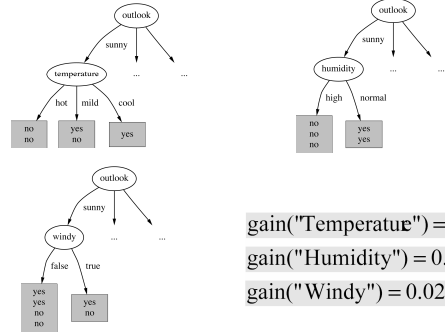 outlook
sunny
temperature
...
...
hot mild cool
no
no
yes
no
yes
outlook
sunny
humidity
...
...
high normal
no
no
no
yes
yes
outlook
sunny
windy
...
...
false true
yes
yes
no
no
yes
no
gain("Temperature") =
gain("Humidity") = 0.
gain("Windy") = 0.02